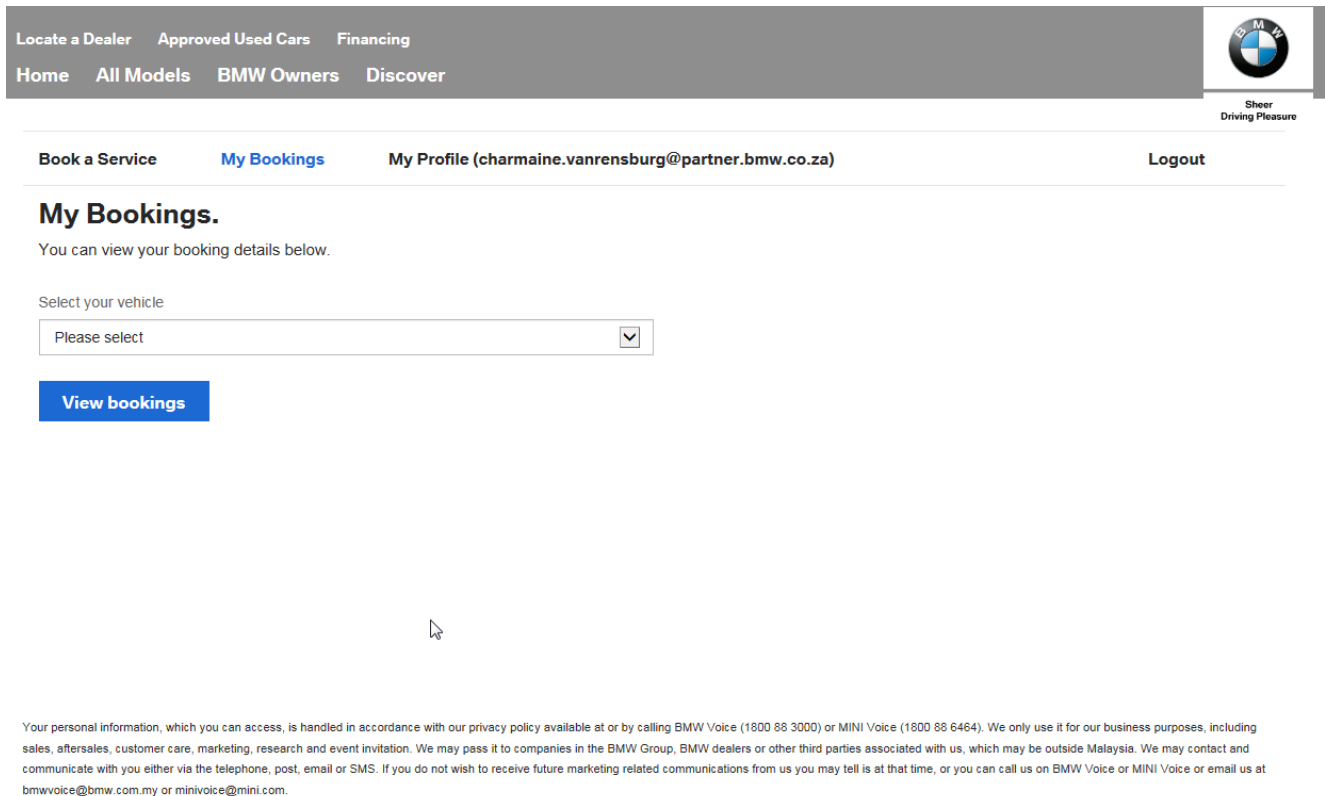 Locate a Dealer Approved Used Cars Financing
Home All Models BMW Owners Discover
BMW
Sheer
Driving Pleasure
Book a Service My Bookings My Profile (charmaine.vanrensburg@partner.bmw.co.za) Logout
My Bookings.
You can view your booking details below.
Select your vehicle
Please select
View bookings
Your personal information, which you can access, is handled in accordance with our privacy policy available at or by calling BMW Voice (1800 88 3000) or MINI Voice (1800 88 6464). We only use it for our business purposes, including
sales, aftersales, customer care, marketing, research and event invitation. We may pass it to companies in the BMW Group, BMW dealers or other third parties associated with us, which may be outside Malaysia. We may contact and
communicate with you either via the telephone, post, email or SMS. If you do not wish to receive future marketing related communications from us you may tell is at that time, or you can call us on BMW Voice or MINI Voice or email us at
bmwvoice@bmw.com.my or minivoice@mini.com.